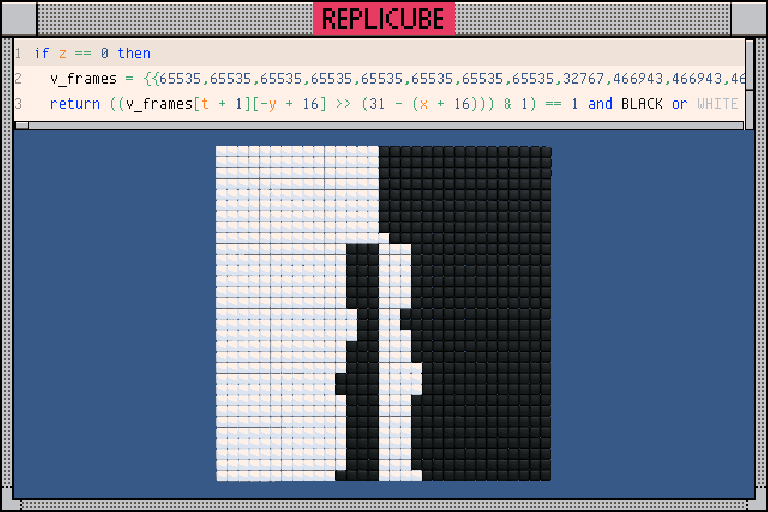 REPLICUBE
1 if z == 0 then
2 v_frames = {{65535,65535,65535,65535,65535,65535,65535,65535,32767,466943,466943,46
3 return ((v_frames[t + 1][-y + 16] >> (31 - (x + 16))) & 1) == 1 and BLACK or WHITE